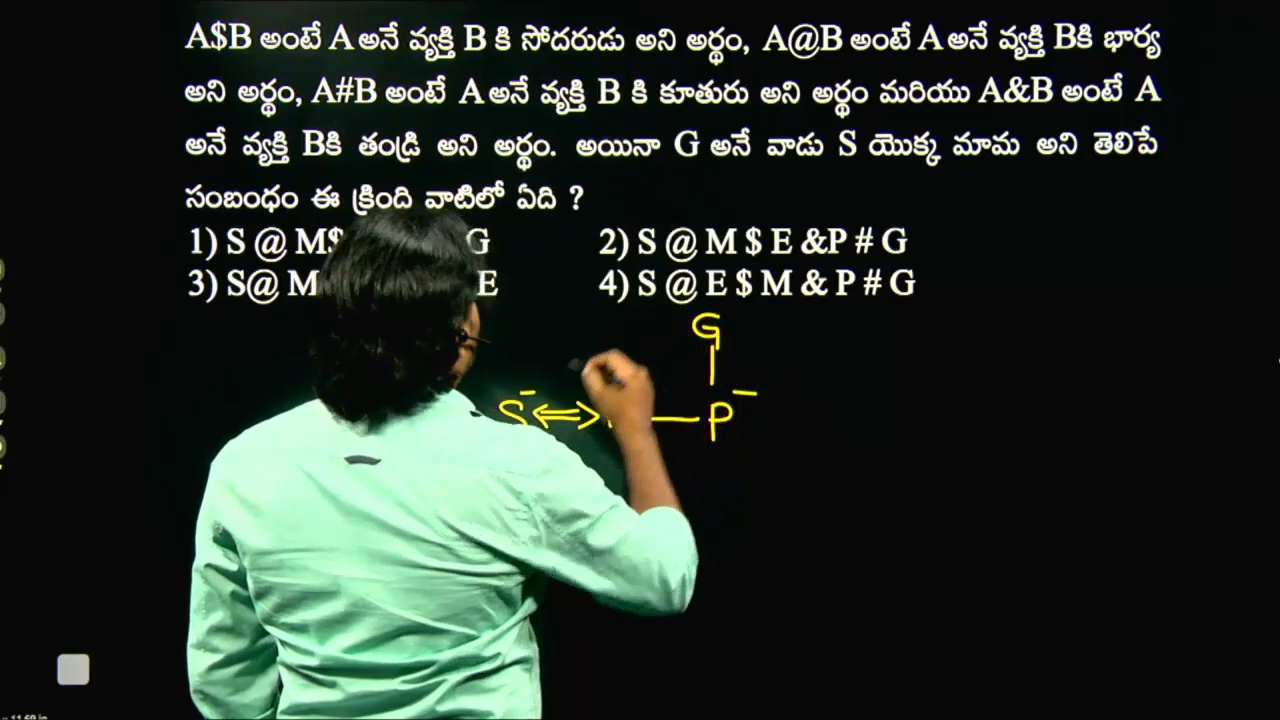 A$B అంటే A అనే వ్యక్తి B కి సోదరుడు అని అర్థం, A@B అంటే A అనే వ్యక్తి Bకి భార్య
అని అర్థం, A#B అంటే A అనే వ్యక్తి B కి కూతురు అని అర్థం మరియు A&B అంటే A
అనే వ్యక్తి Bకి తండ్రి అని అర్థం. అయినా G అనే వాడు S యొక్క మామ అని తెలిపే
సంబంధం ఈ క్రింది వాటిలో ఏది ?
1) S @ M$ G 2) S @ M $ E &P # G
3) S@ M E 4) S @ E $ M & P # G
G
S P